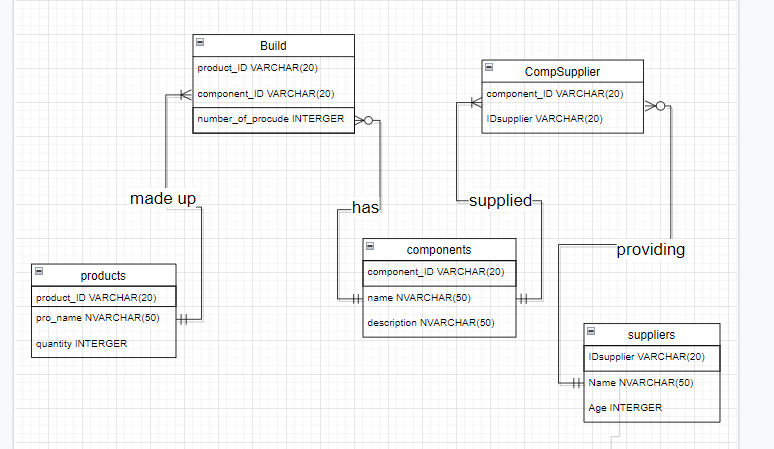 Build
product_ID VARCHAR(20)
component_ID VARCHAR(20)
number_of_procude INTERGER
CompSupplier
component_ID VARCHAR(20)
IDsupplier VARCHAR(20)
made up
has
supplied
providing
products
product_ID VARCHAR(20)
pro_name NVARCHAR(50)
quantity INTERGER
components
component_ID VARCHAR(20)
name NVARCHAR(50)
description NVARCHAR(50)
suppliers
IDsupplier VARCHAR(20)
Name NVARCHAR(50)
Age INTERGER